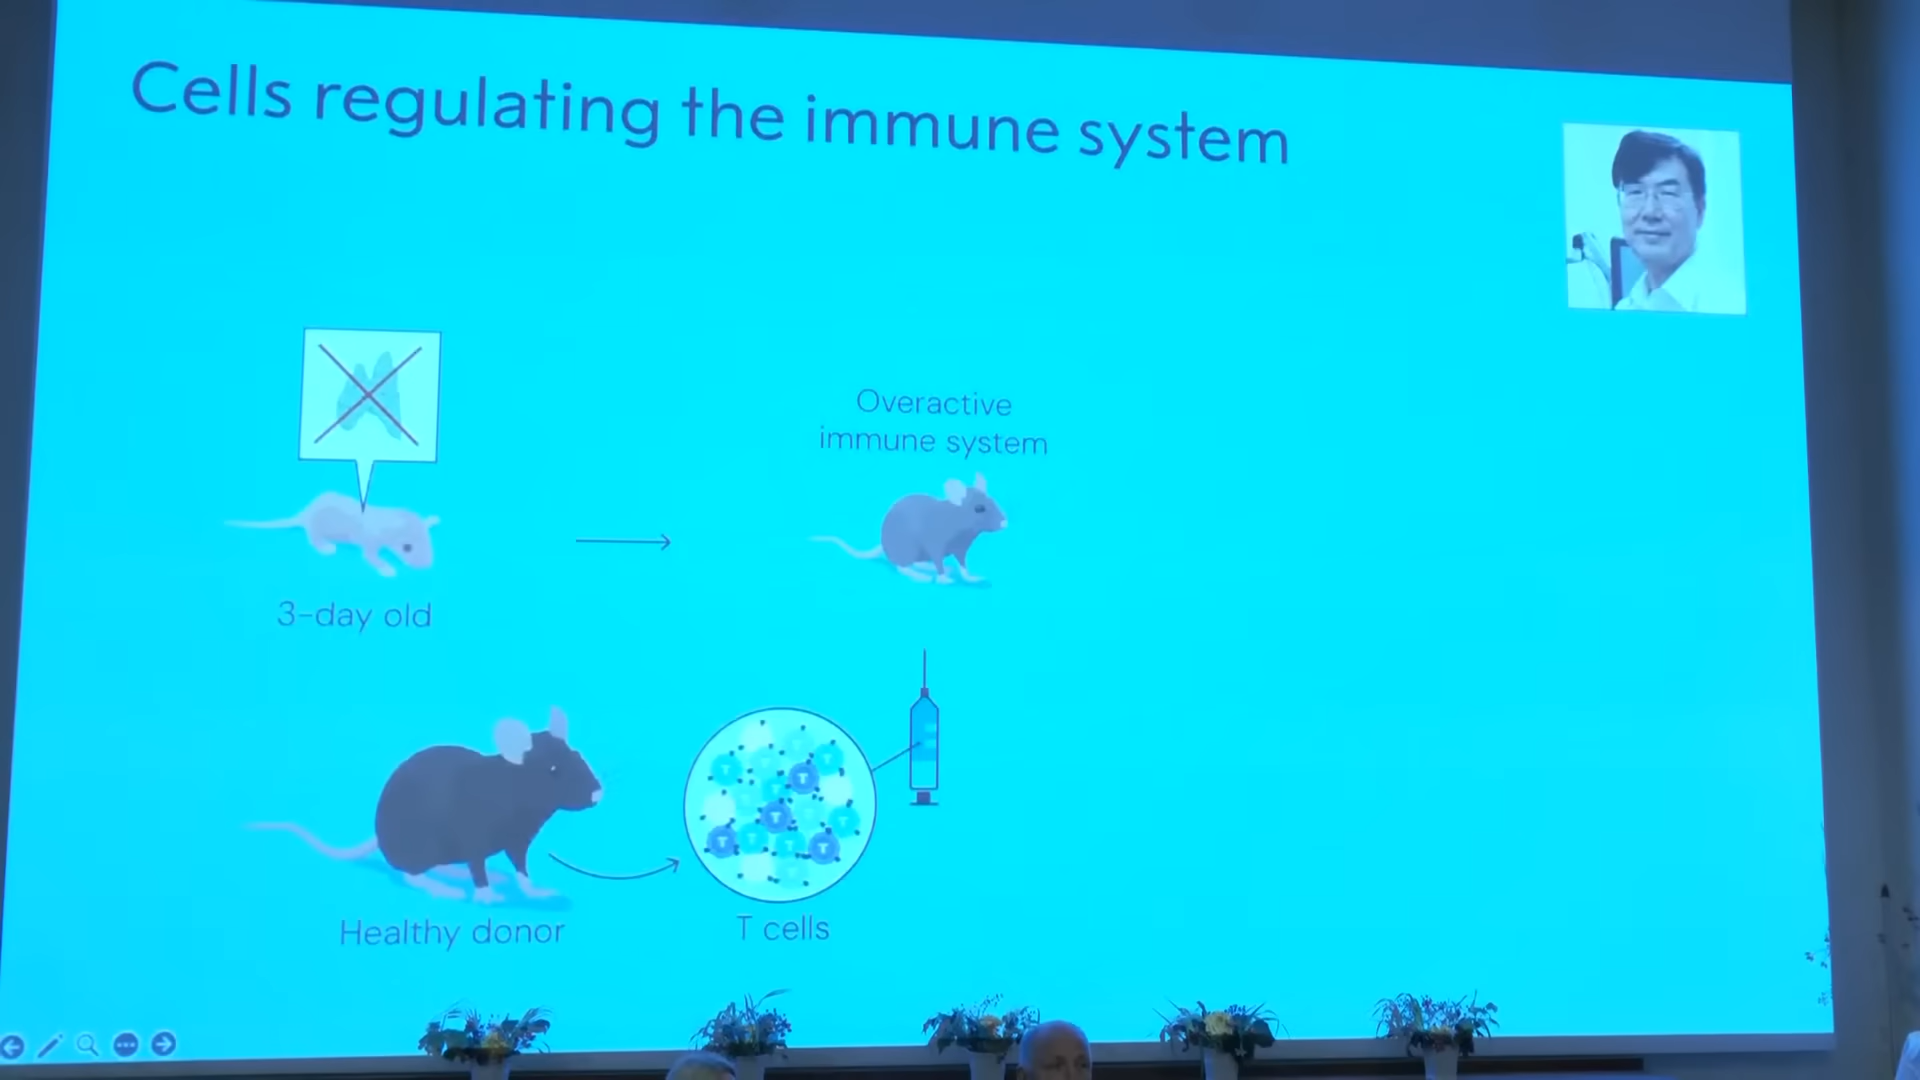 Cells regulating the immune system
Overactive
immune system
3-day old
Healthy donor
T cells
T
T
T
T
T
T
T
T
T